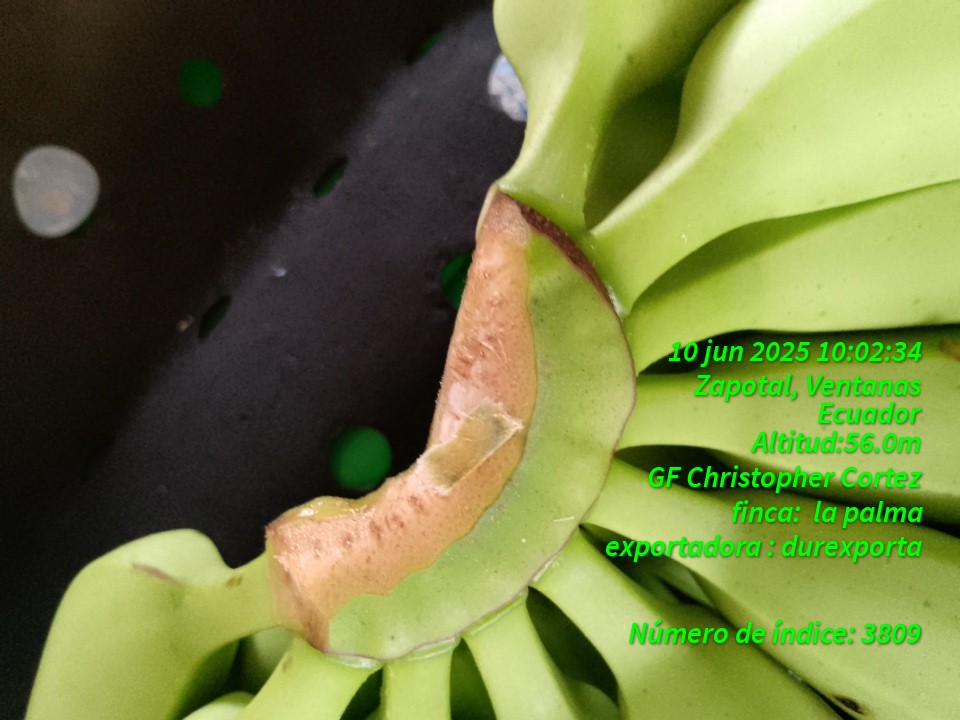 10 jun 2025 10:02:34
Zapotal, Ventanas
Ecuador
Altitud:56.0m
GF Christopher Cortez
finca: la palma
exportadora : durexporta
Número de índice: 3809